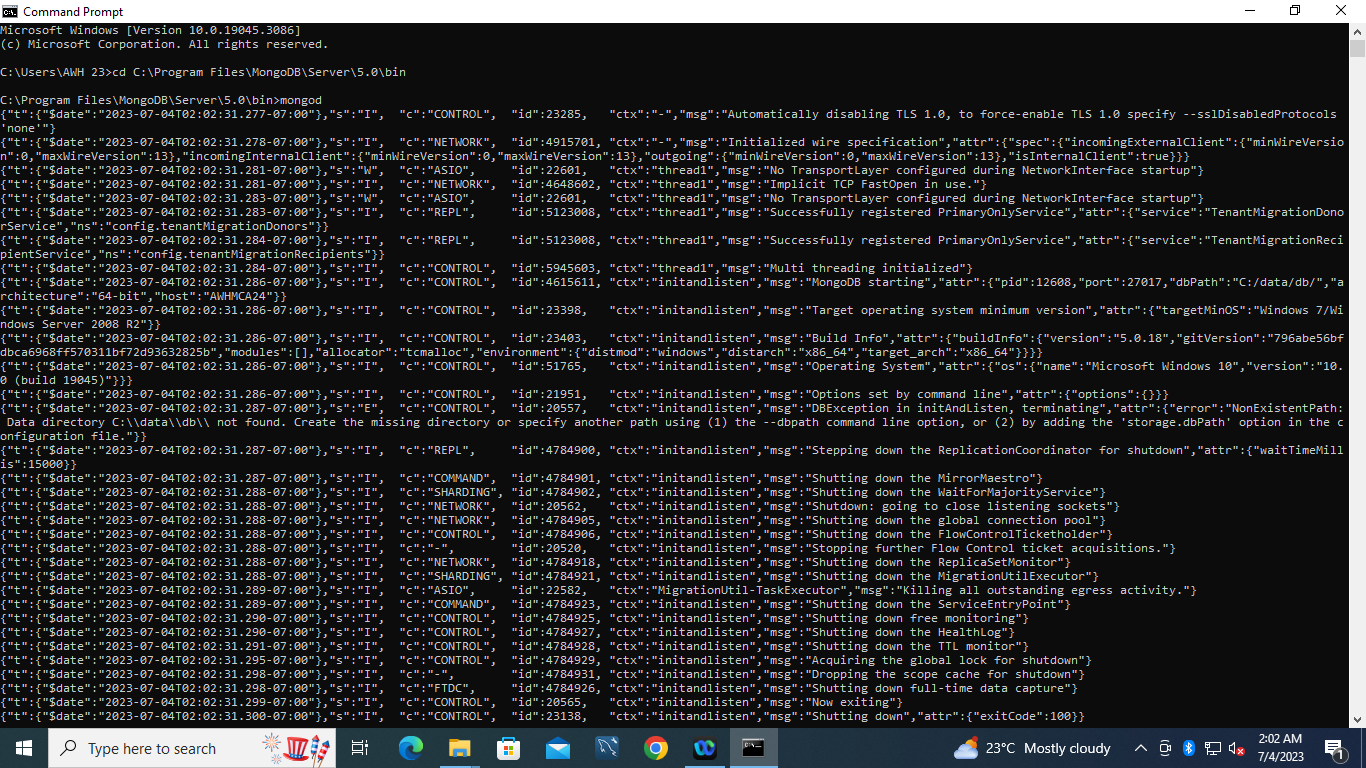 Command Prompt
Microsoft Windows [Version 10.0.19045.3086]
(c) Microsoft Corporation. All rights reserved.
C:\Users\AWH 23>cd C:\Program Files\MongoDB\Server\5.0\bin
C:\Program Files\MongoDB\Server\5.0\bin>mongod
{"t":{"$date":"2023-07-04T02:02:31.277-07:00"},"s":"I",  "c":"CONTROL",  "id":23285,   "ctx":"-","msg":"Automatically disabling TLS 1.0, to force-enable TLS 1.0 specify --sslDisabledProtocols
'none'"}
{"t":{"$date":"2023-07-04T02:02:31.278-07:00"},"s":"I",  "c":"NETWORK",  "id":4915701, "ctx":"-","msg":"Initialized wire specification","attr":{"spec":{"incomingExternalClient":{"minWireVersio
n":0,"maxWireVersion":13},"incomingInternalClient":{"minWireVersion":0,"maxWireVersion":13},"outgoing":{"minWireVersion":0,"maxWireVersion":13},"isInternalClient":true}}}
{"t":{"$date":"2023-07-04T02:02:31.281-07:00"},"s":"W",  "c":"ASIO",     "id":22601,   "ctx":"thread1","msg":"No TransportLayer configured during NetworkInterface startup"}
{"t":{"$date":"2023-07-04T02:02:31.281-07:00"},"s":"I",  "c":"NETWORK",  "id":4648602, "ctx":"thread1","msg":"Implicit TCP FastOpen in use."}
{"t":{"$date":"2023-07-04T02:02:31.283-07:00"},"s":"W",  "c":"ASIO",     "id":22601,   "ctx":"thread1","msg":"No TransportLayer configured during NetworkInterface startup"}
{"t":{"$date":"2023-07-04T02:02:31.283-07:00"},"s":"I",  "c":"REPL",     "id":5123008, "ctx":"thread1","msg":"Successfully registered PrimaryOnlyService","attr":{"service":"TenantMigrationDono
rService","ns":"config.tenantMigrationDonors"}}
{"t":{"$date":"2023-07-04T02:02:31.284-07:00"},"s":"I",  "c":"REPL",     "id":5123008, "ctx":"thread1","msg":"Successfully registered PrimaryOnlyService","attr":{"service":"TenantMigrationReci
pientService","ns":"config.tenantMigrationRecipients"}}
{"t":{"$date":"2023-07-04T02:02:31.284-07:00"},"s":"I",  "c":"CONTROL",  "id":5945603, "ctx":"thread1","msg":"Multi threading initialized"}
{"t":{"$date":"2023-07-04T02:02:31.286-07:00"},"s":"I",  "c":"CONTROL",  "id":4615611, "ctx":"initandlisten","msg":"MongoDB starting","attr":{"pid":12608,"port":27017,"dbPath":"C:/data/db/","a
rchitecture":"64-bit","host":"AWHMCA24"}}
{"t":{"$date":"2023-07-04T02:02:31.286-07:00"},"s":"I",  "c":"CONTROL",  "id":23398,   "ctx":"initandlisten","msg":"Target operating system minimum version","attr":{"targetMinOS":"Windows 7/Wi
ndows Server 2008 R2"}}
{"t":{"$date":"2023-07-04T02:02:31.286-07:00"},"s":"I",  "c":"CONTROL",  "id":23403,   "ctx":"initandlisten","msg":"Build Info","attr":{"buildInfo":{"version":"5.0.18","gitVersion":"796abe56bf
dbca6968ff570311bf72d93632825b","modules":[],"allocator":"tcmalloc","environment":{"distmod":"windows","distarch":"x86_64","target_arch":"x86_64"}}}}
{"t":{"$date":"2023-07-04T02:02:31.286-07:00"},"s":"I",  "c":"CONTROL",  "id":51765,   "ctx":"initandlisten","msg":"Operating System","attr":{"os":{"name":"Microsoft Windows 10","version":"10.
0 (build 19045)"}}}
{"t":{"$date":"2023-07-04T02:02:31.286-07:00"},"s":"I",  "c":"CONTROL",  "id":21951,   "ctx":"initandlisten","msg":"Options set by command line","attr":{"options":{}}}
{"t":{"$date":"2023-07-04T02:02:31.287-07:00"},"s":"E",  "c":"CONTROL",  "id":20557,   "ctx":"initandlisten","msg":"DBException in initAndListen, terminating","attr":{"error":"NonExistentPath:
 Data directory C:\\data\\db\\ not found. Create the missing directory or specify another path using (1) the --dbpath command line option, or (2) by adding the 'storage.dbPath' option in the c
onfiguration file."}}
{"t":{"$date":"2023-07-04T02:02:31.287-07:00"},"s":"I",  "c":"REPL",     "id":4784900, "ctx":"initandlisten","msg":"Stepping down the ReplicationCoordinator for shutdown","attr":{"waitTimeMill
is":15000}}
{"t":{"$date":"2023-07-04T02:02:31.287-07:00"},"s":"I",  "c":"COMMAND",  "id":4784901, "ctx":"initandlisten","msg":"Shutting down the MirrorMaestro"}
{"t":{"$date":"2023-07-04T02:02:31.288-07:00"},"s":"I",  "c":"SHARDING", "id":4784902, "ctx":"initandlisten","msg":"Shutting down the WaitForMajorityService"}
{"t":{"$date":"2023-07-04T02:02:31.288-07:00"},"s":"I",  "c":"NETWORK",  "id":20562,   "ctx":"initandlisten","msg":"Shutdown: going to close listening sockets"}
{"t":{"$date":"2023-07-04T02:02:31.288-07:00"},"s":"I",  "c":"NETWORK",  "id":4784905, "ctx":"initandlisten","msg":"Shutting down the global connection pool"}
{"t":{"$date":"2023-07-04T02:02:31.288-07:00"},"s":"I",  "c":"CONTROL",  "id":4784906, "ctx":"initandlisten","msg":"Shutting down the FlowControlTicketholder"}
{"t":{"$date":"2023-07-04T02:02:31.288-07:00"},"s":"I",  "c":"-",        "id":20520,   "ctx":"initandlisten","msg":"Stopping further Flow Control ticket acquisitions."}
{"t":{"$date":"2023-07-04T02:02:31.288-07:00"},"s":"I",  "c":"NETWORK",  "id":4784918, "ctx":"initandlisten","msg":"Shutting down the ReplicaSetMonitor"}
{"t":{"$date":"2023-07-04T02:02:31.288-07:00"},"s":"I",  "c":"SHARDING", "id":4784921, "ctx":"initandlisten","msg":"Shutting down the MigrationUtilExecutor"}
{"t":{"$date":"2023-07-04T02:02:31.289-07:00"},"s":"I",  "c":"ASIO",     "id":22582,   "ctx":"MigrationUtil-TaskExecutor","msg":"Killing all outstanding egress activity."}
{"t":{"$date":"2023-07-04T02:02:31.289-07:00"},"s":"I",  "c":"COMMAND",  "id":4784923, "ctx":"initandlisten","msg":"Shutting down the ServiceEntryPoint"}
{"t":{"$date":"2023-07-04T02:02:31.290-07:00"},"s":"I",  "c":"CONTROL",  "id":4784925, "ctx":"initandlisten","msg":"Shutting down free monitoring"}
{"t":{"$date":"2023-07-04T02:02:31.290-07:00"},"s":"I",  "c":"CONTROL",  "id":4784927, "ctx":"initandlisten","msg":"Shutting down the HealthLog"}
{"t":{"$date":"2023-07-04T02:02:31.291-07:00"},"s":"I",  "c":"CONTROL",  "id":4784928, "ctx":"initandlisten","msg":"Shutting down the TTL monitor"}
{"t":{"$date":"2023-07-04T02:02:31.295-07:00"},"s":"I",  "c":"CONTROL",  "id":4784929, "ctx":"initandlisten","msg":"Acquiring the global lock for shutdown"}
{"t":{"$date":"2023-07-04T02:02:31.298-07:00"},"s":"I",  "c":"-",        "id":4784931, "ctx":"initandlisten","msg":"Dropping the scope cache for shutdown"}
{"t":{"$date":"2023-07-04T02:02:31.298-07:00"},"s":"I",  "c":"FTDC",     "id":4784926, "ctx":"initandlisten","msg":"Shutting down full-time data capture"}
{"t":{"$date":"2023-07-04T02:02:31.299-07:00"},"s":"I",  "c":"CONTROL",  "id":20565,   "ctx":"initandlisten","msg":"Now exiting"}
{"t":{"$date":"2023-07-04T02:02:31.300-07:00"},"s":"I",  "c":"CONTROL",  "id":23138,   "ctx":"initandlisten","msg":"Shutting down","attr":{"exitCode":100}}
Type here to search
23°C Mostly cloudy
2:02 AM
7/4/2023
1